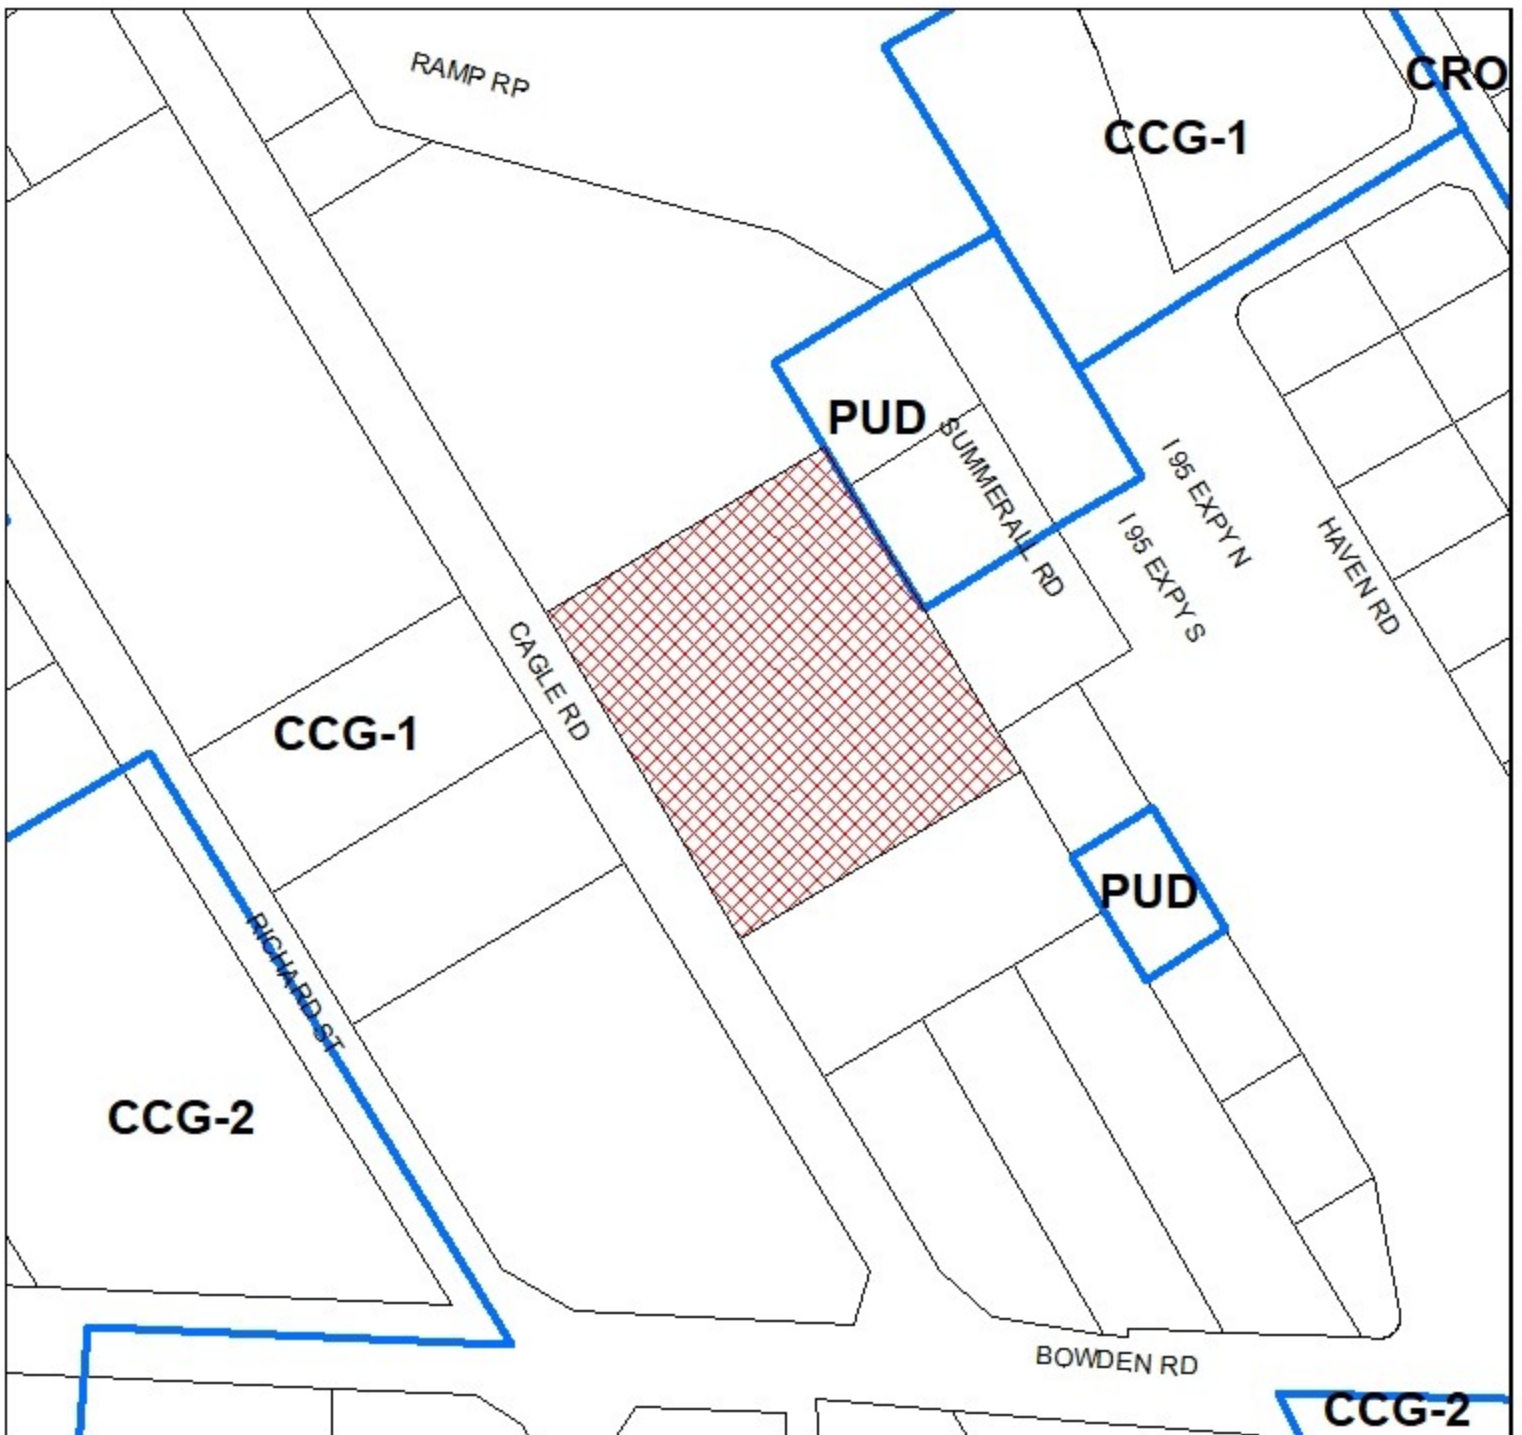 RAMP RP
CRO
CCG-1
PUD
SUMMERALL RD
I 95 EXPY N
I 95 EXPY S
HAVEN RD
CAGLE RD
CCG-1
PUD
RICHARD ST
CCG-2
BOWDEN RD
CCG-2